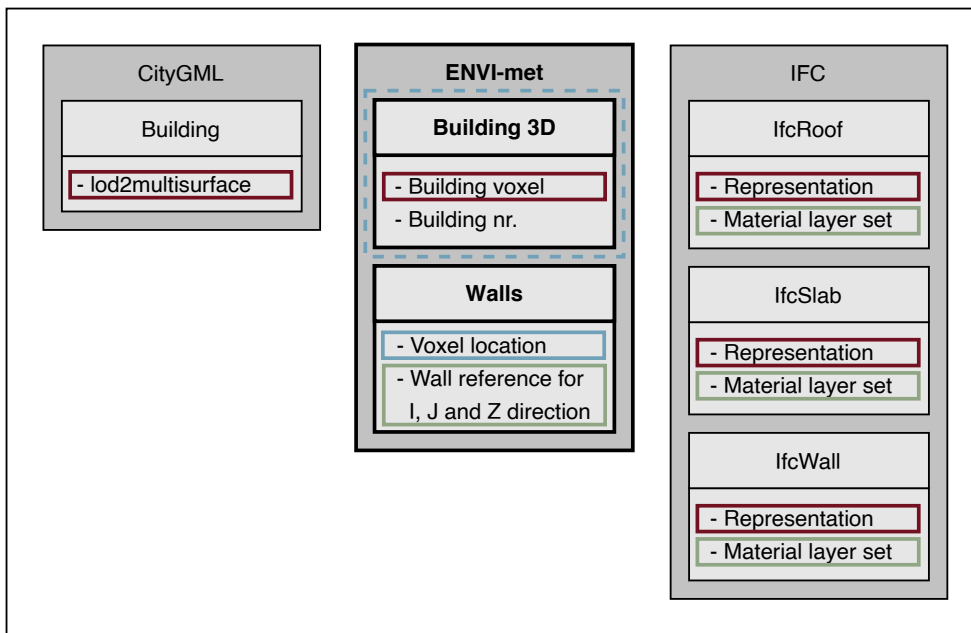 CityGML
Building
- lod2multisurface
ENVI-met
Building 3D
- Building voxel
- Building nr.
Walls
- Voxel location
- Wall reference for
I, J and Z direction
IFC
IfcRoof
- Representation
- Material layer set
IfcSlab
- Representation
- Material layer set
IfcWall
- Representation
- Material layer set